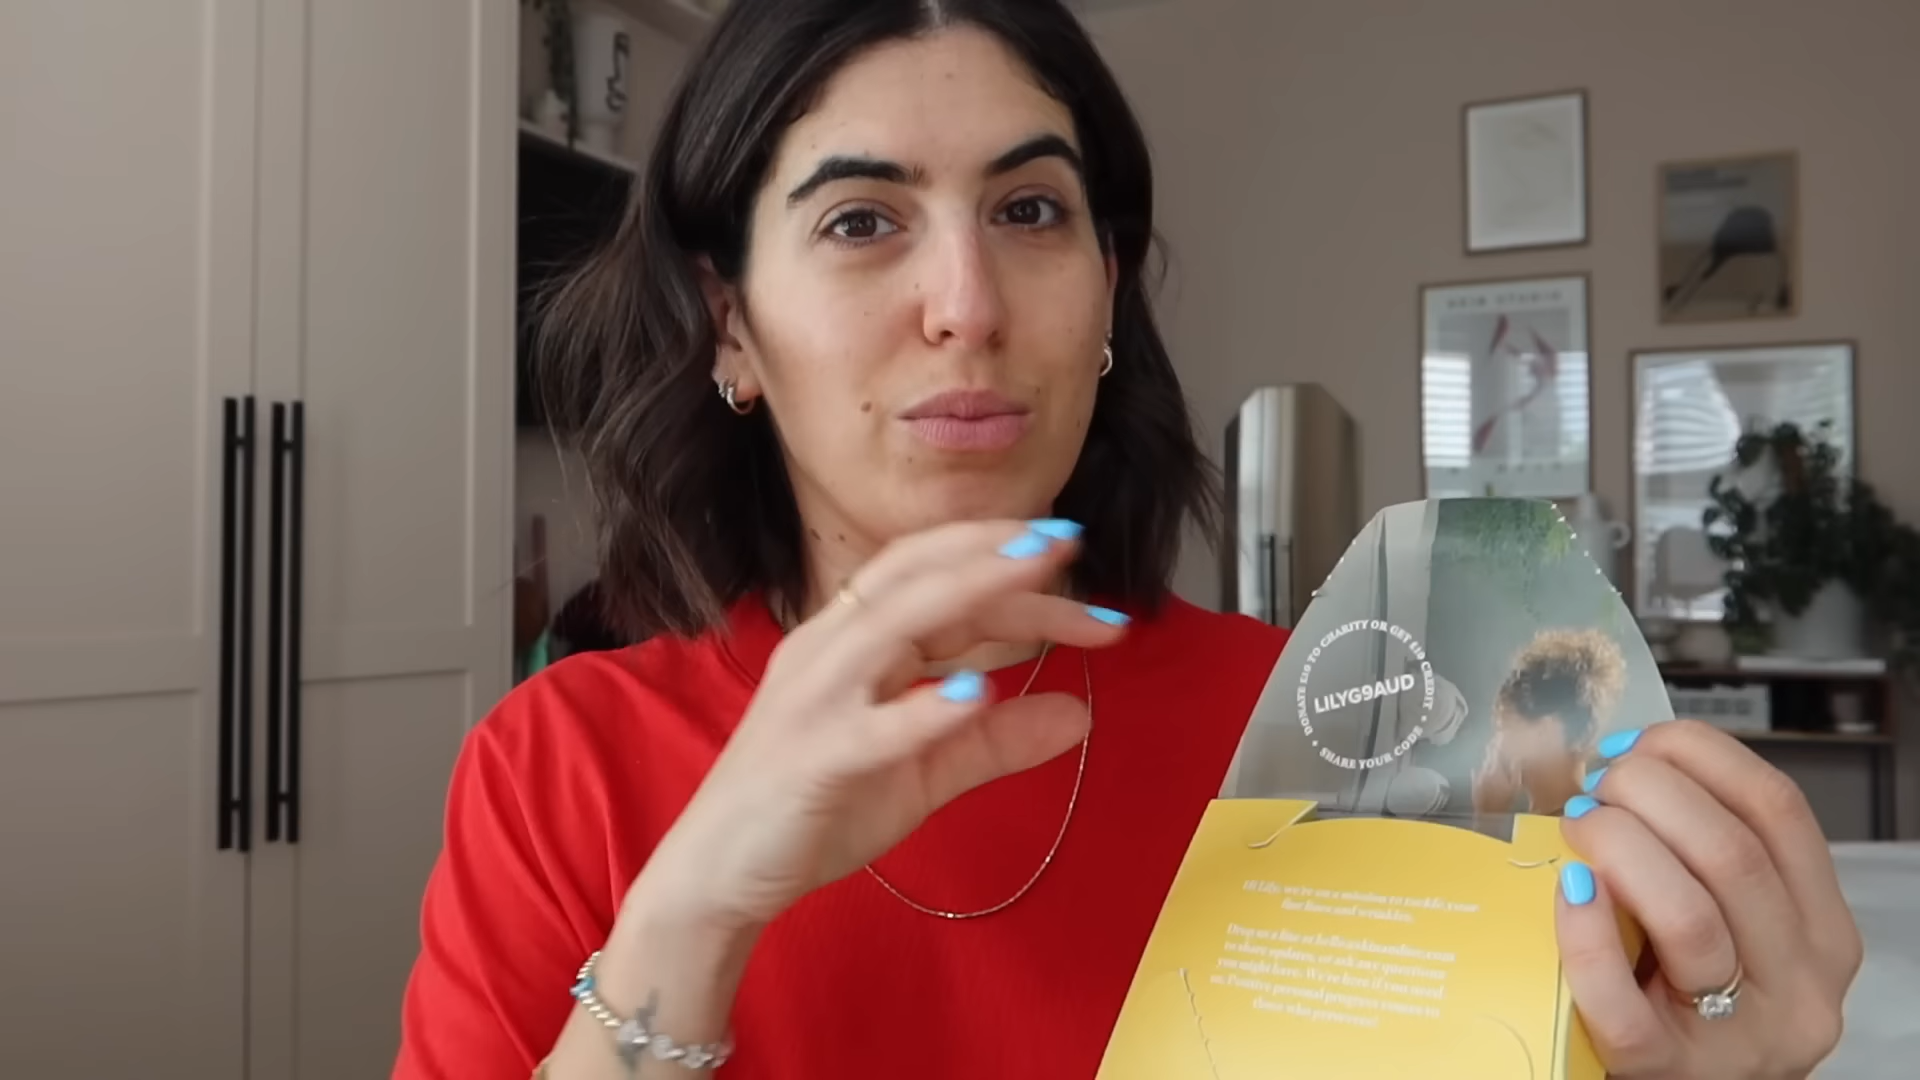 DONATE £10 TO CHARITY OR GET £10 CREDIT
LILYG9AUD
• SHARE YOUR CODE •
Hi Lily, we're on a mission to tackle your
fine lines and wrinkles.
Drop us a line at hello@skinandme.com
to share updates, or ask any questions
you might have. We're here if you need
us. Positive personal progress comes to
those who persevere!